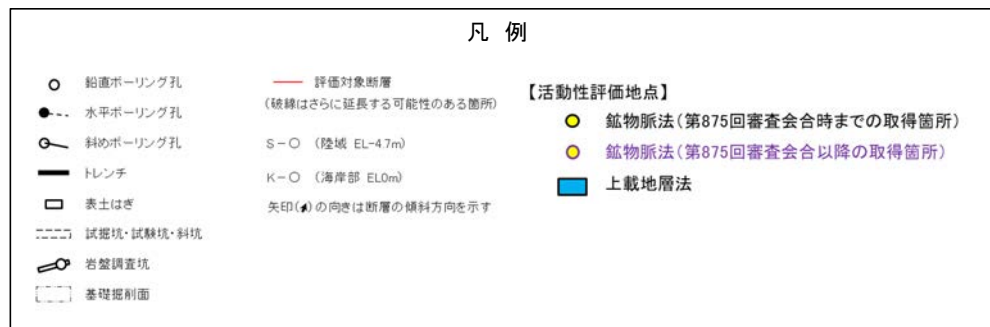 凡 例
鉛直ボーリング孔
水平ボーリング孔
斜めボーリング孔
トレンチ
表土はぎ
試掘坑・試験坑・斜坑
岩盤調査坑
基礎掘削面
評価対象断層
(破線はさらに延長する可能性のある箇所)
S-○ (陸域 EL-4.7m)
K-○ (海岸部 EL0m)
矢印( )の向きは断層の傾斜方向を示す
【活動性評価地点】
鉱物脈法(第875回審査会合時までの取得箇所)
鉱物脈法(第875回審査会合以降の取得箇所)
上載地層法